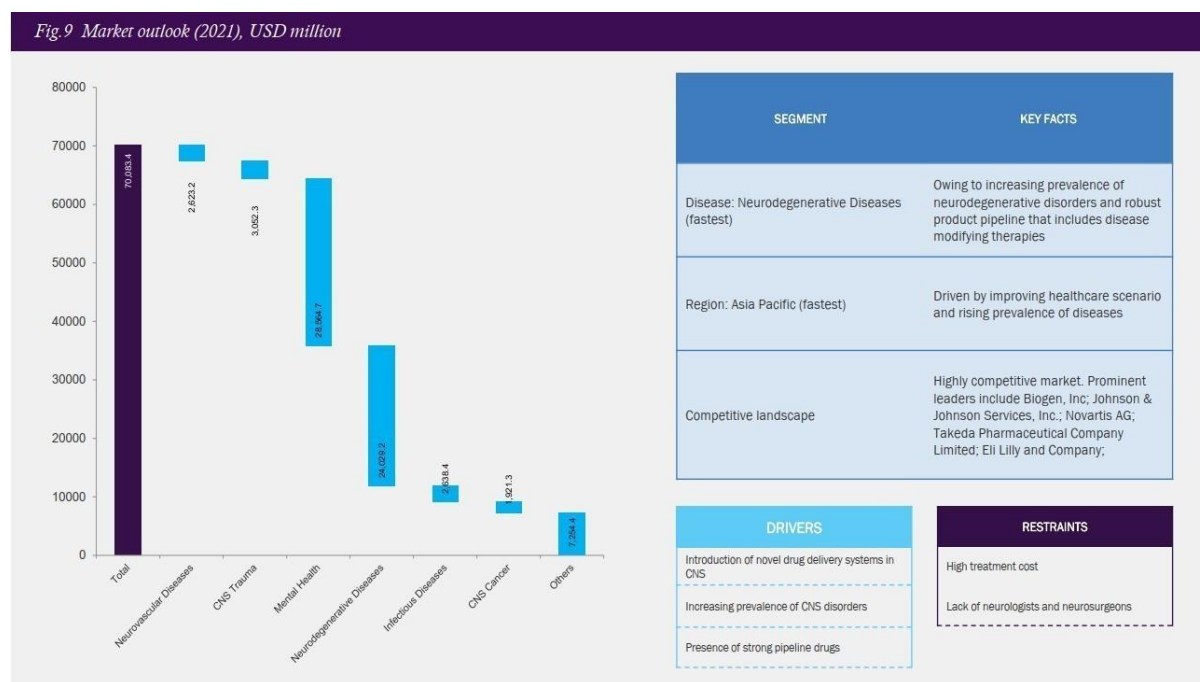 Fig.9 Market outlook (2021), USD million
80000
70000
60000
50000
40000
30000
20000
10000
0
70,083.4
2,623.2
3,052.3
28,564.7
24,029.2
2,638.4
1,921.3
7,254.4
Total
Neurovascular Diseases
CNS Trauma
Mental Health
Neurodegenerative Diseases
Infectious Diseases
CNS Cancer
Others
SEGMENT
KEY FACTS
Disease: Neurodegenerative Diseases
(fastest)
Owing to increasing prevalence of
neurodegenerative disorders and robust
product pipeline that includes disease
modifying therapies
Region: Asia Pacific (fastest)
Driven by improving healthcare scenario
and rising prevalence of diseases
Competitive landscape
Highly competitive market. Prominent
leaders include Biogen, Inc; Johnson &
Johnson Services, Inc.; Novartis AG;
Takeda Pharmaceutical Company
Limited; Eli Lilly and Company;
DRIVERS
Introduction of novel drug delivery systems in
CNS
Increasing prevalence of CNS disorders
Presence of strong pipeline drugs
RESTRAINTS
High treatment cost
Lack of neurologists and neurosurgeons